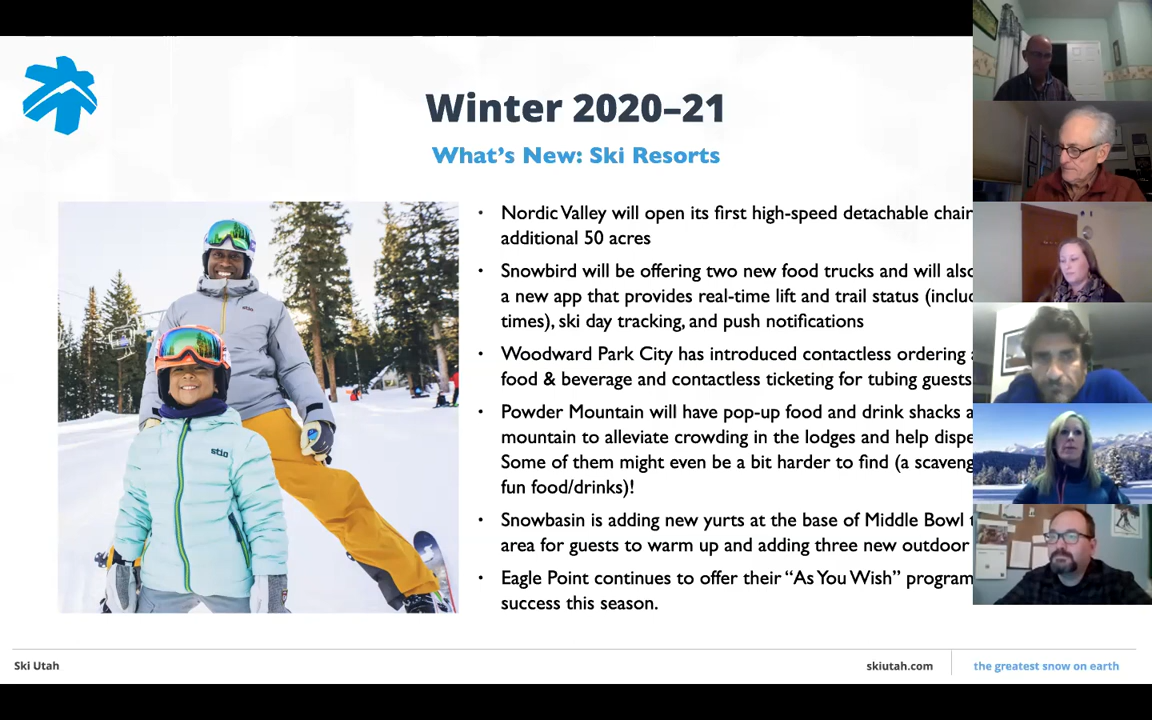 Winter 2020–21
What’s New: Ski Resorts
• Nordic Valley will open its first high-speed detachable chair
additional 50 acres
• Snowbird will be offering two new food trucks and will also
a new app that provides real-time lift and trail status
times), ski day tracking, and push notifications
• Woodward Park City has introduced contactless ordering
food & beverage and contactless ticketing for tubing guests
• Powder Mountain will have pop-up food and drink shacks
mountain to alleviate crowding in the lodges and help
Some of them might even be a bit harder to find (a
fun food/drinks)!
• Snowbasin is adding new yurts at the base of Middle Bowl
area for guests to warm up and adding three new outdoor
• Eagle Point continues to offer their “As You Wish” program
success this season.
stio
Ski Utah
skiutah.com
the greatest snow on earth